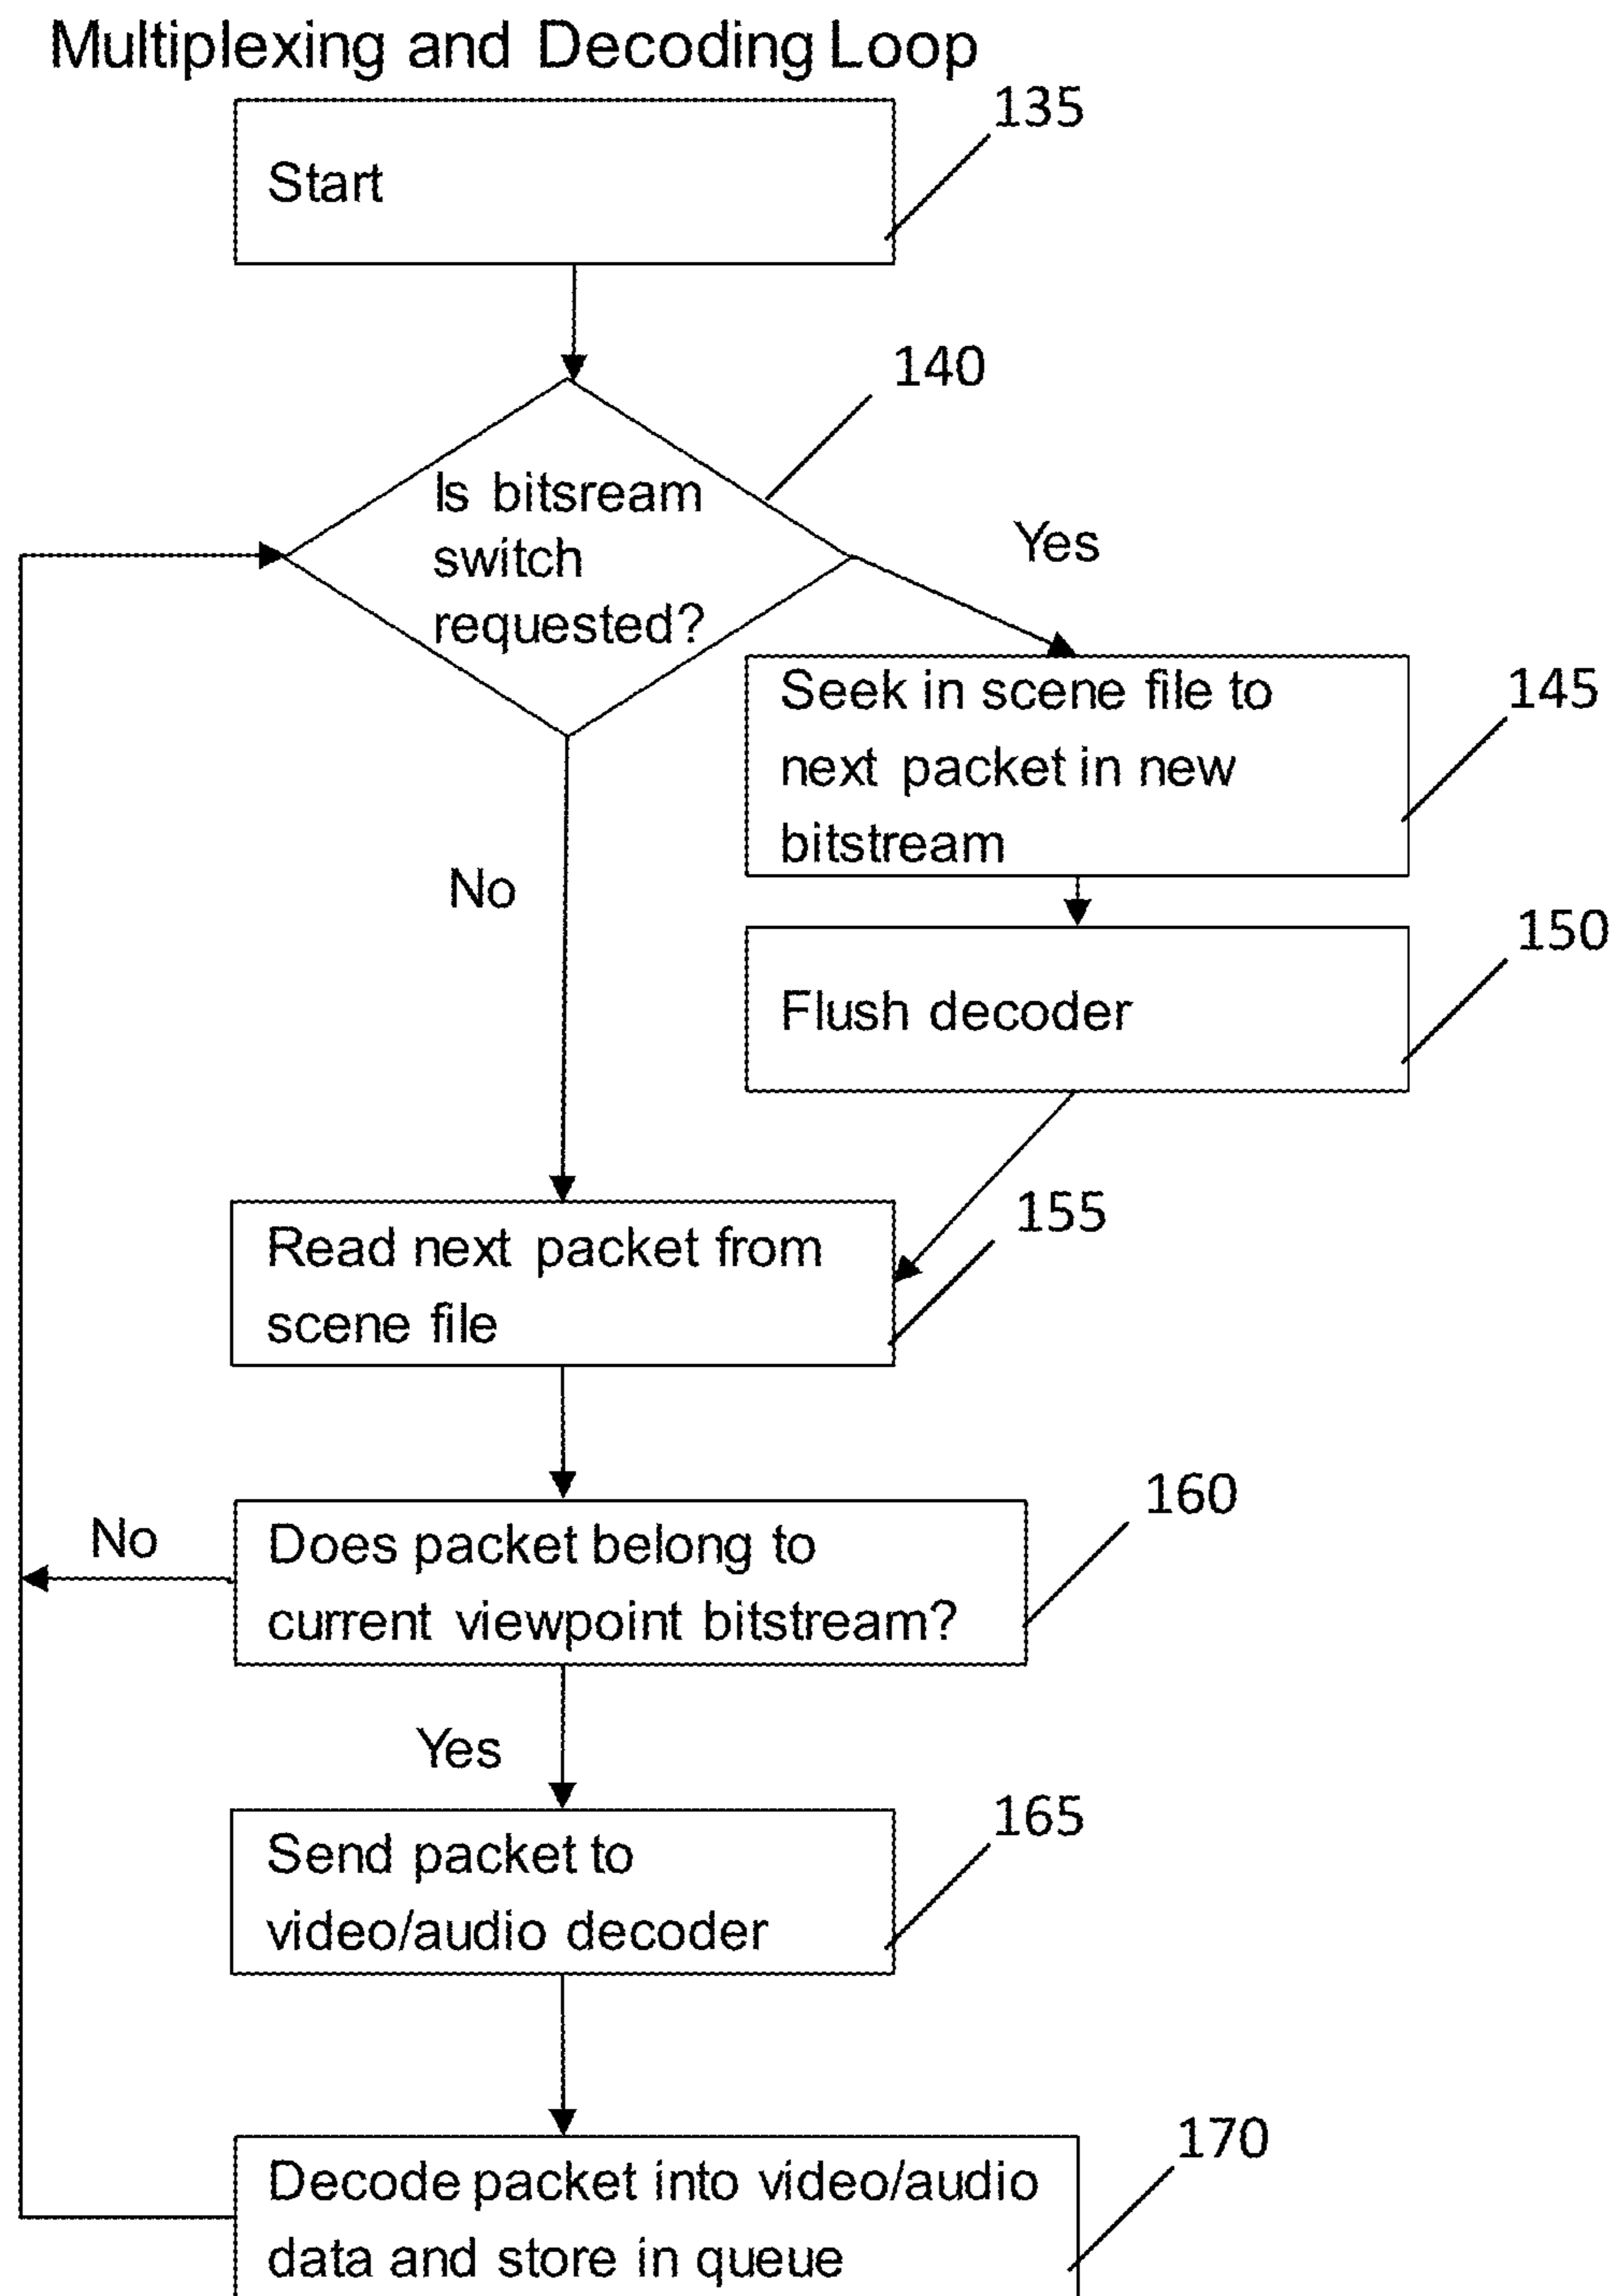 Multiplexing and Decoding Loop
135
Start
140
Is bitsream
switch
requested?
Yes
Seek in scene file to
next packet in new
bitstream
145
No
150
Flush decoder
155
Read next packet from
scene file
160
No
Does packet belong to
current viewpoint bitstream?
Yes
165
Send packet to
video/audio decoder
170
Decode packet into video/audio
data and store in queue